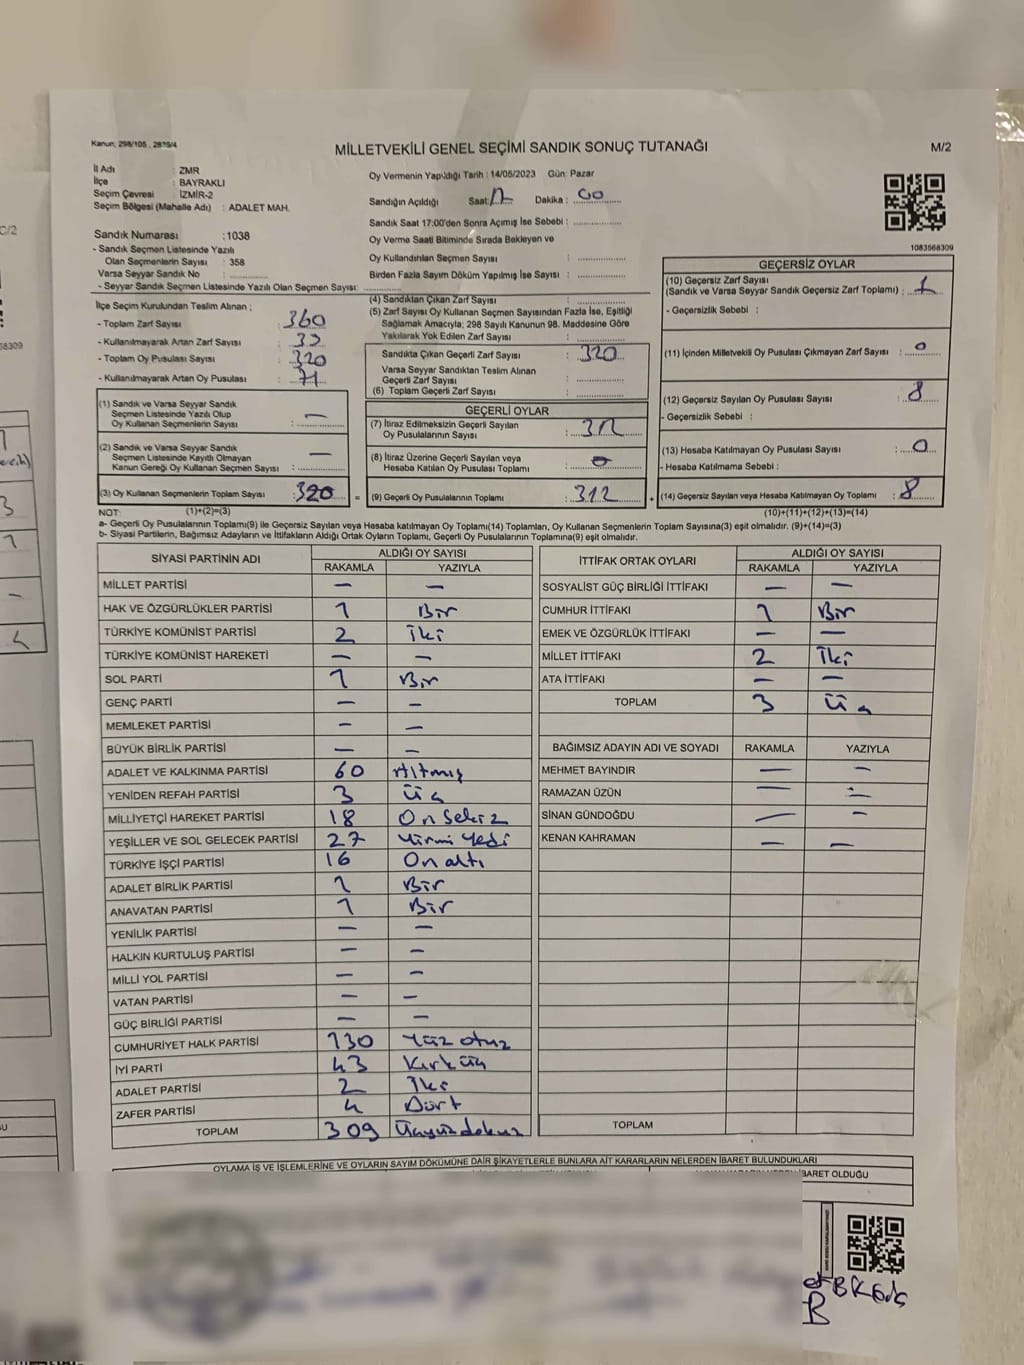 Kanun; 298/105 , 2839/4
MİLLETVEKİLİ GENEL SEÇİMİ SANDIK SONUÇ TUTANAĞI
M/2
İl Adı : ZMR
İlçe : BAYRAKLI
Seçim Çevresi : İZMİR-2
Seçim Bölgesi (Mahalle Adı) : ADALET MAH.
Oy Vermenin Yapıldığı Tarih : 14/05/2023 Gün: Pazar
Sandığın Açıldığı Saat: Dakika : 00
Sandık Saat 17:00'den Sonra Açılmış İse Sebebi :
Oy Verme Saati Bitiminde Sırada Bekleyen ve
Oy Kullandırılan Seçmen Sayısı :
Birden Fazla Sayım Döküm Yapılmış İse Sayısı :
Sandık Numarası : 1038
- Sandık Seçmen Listesinde Yazılı
Olan Seçmenlerin Sayısı : 358
Varsa Seyyar Sandık No :
- Seyyar Sandık Seçmen Listesinde Yazılı Olan Seçmen Sayısı:
1083568309
İlçe Seçim Kurulundan Teslim Alınan ;
- Toplam Zarf Sayısı : 360
- Kullanılmayarak Artan Zarf Sayısı :
- Toplam Oy Pusulası Sayısı : 320
- Kullanılmayarak Artan Oy Pusulası :
(1) Sandık ve Varsa Seyyar Sandık
Seçmen Listesinde Yazılı Olup
Oy Kullanan Seçmenlerin Sayısı : —
(2) Sandık ve Varsa Seyyar Sandık
Seçmen Listesinde Kayıtlı Olmayan
Kanun Gereği Oy Kullanan Seçmen Sayısı : —
(3) Oy Kullanan Seçmenlerin Toplam Sayısı : 320
(4) Sandıktan Çıkan Zarf Sayısı :
(5) Zarf Sayısı Oy Kullanan Seçmen Sayısından Fazla İse, Eşitliği
Sağlamak Amacıyla; 298 Sayılı Kanunun 98. Maddesine Göre
Yakılarak Yok Edilen Zarf Sayısı :
Sandıkta Çıkan Geçerli Zarf Sayısı : 320
Varsa Seyyar Sandıktan Teslim Alınan
Geçerli Zarf Sayısı :
(6) Toplam Geçerli Zarf Sayısı :
GEÇERLİ OYLAR
(7) İtiraz Edilmeksizin Geçerli Sayılan
Oy Pusulalarının Sayısı : 312
(8) İtiraz Üzerine Geçerli Sayılan veya
Hesaba Katılan Oy Pusulası Toplamı : 0
= (9) Geçerli Oy Pusulalarının Toplamı : 312 +
GEÇERSİZ OYLAR
(10) Geçersiz Zarf Sayısı
(Sandık ve Varsa Seyyar Sandık Geçersiz Zarf Toplamı) : 1
- Geçersizlik Sebebi :
(11) İçinden Milletvekili Oy Pusulası Çıkmayan Zarf Sayısı : 0
(12) Geçersiz Sayılan Oy Pusulası Sayısı : 8
- Geçersizlik Sebebi :
(13) Hesaba Katılmayan Oy Pusulası Sayısı : 0
- Hesaba Katılmama Sebebi :
(14) Geçersiz Sayılan veya Hesaba Katılmayan Oy Toplamı : 8
NOT: (1)+(2)=(3) (10)+(11)+(12)+(13)=(14)
a- Geçerli Oy Pusulalarının Toplamı(9) ile Geçersiz Sayılan veya Hesaba katılmayan Oy Toplamı(14) Toplamları, Oy Kullanan Seçmenlerin Toplam Sayısına(3) eşit olmalıdır. (9)+(14)=(3)
b- Siyasi Partilerin, Bağımsız Adayların ve İttifakların Aldığı Ortak Oyların Toplamı, Geçerli Oy Pusulalarının Toplamına(9) eşit olmalıdır.
SİYASİ PARTİNİN ADI ALDIĞI OY SAYISI
RAKAMLA YAZIYLA
MİLLET PARTİSİ — —
HAK VE ÖZGÜRLÜKLER PARTİSİ 1 Bir
TÜRKİYE KOMÜNİST PARTİSİ 2 İki
TÜRKİYE KOMÜNİST HAREKETİ — —
SOL PARTİ 1 Bir
GENÇ PARTİ — —
MEMLEKET PARTİSİ — —
BÜYÜK BİRLİK PARTİSİ — —
ADALET VE KALKINMA PARTİSİ 60 Altmış
YENİDEN REFAH PARTİSİ 3 Üç
MİLLİYETÇİ HAREKET PARTİSİ 18 On Sekiz
YEŞİLLER VE SOL GELECEK PARTİSİ 27 Yirmi Yedi
TÜRKİYE İŞÇİ PARTİSİ 16 On altı
ADALET BİRLİK PARTİSİ 1 Bir
ANAVATAN PARTİSİ 1 Bir
YENİLİK PARTİSİ — —
HALKIN KURTULUŞ PARTİSİ — —
MİLLİ YOL PARTİSİ — —
VATAN PARTİSİ — —
GÜÇ BİRLİĞİ PARTİSİ — —
CUMHURİYET HALK PARTİSİ 130 Yüz otuz
İYİ PARTİ 43 Kırk üç
ADALET PARTİSİ 2 İki
ZAFER PARTİSİ 4 Dört
TOPLAM 309 Üçyüzdokuz
İTTİFAK ORTAK OYLARI ALDIĞI OY SAYISI
RAKAMLA YAZIYLA
SOSYALİST GÜÇ BİRLİĞİ İTTİFAKI — —
CUMHUR İTTİFAKI 1 Bir
EMEK VE ÖZGÜRLÜK İTTİFAKI — —
MİLLET İTTİFAKI 2 İki
ATA İTTİFAKI — —
TOPLAM 3 Üç
BAĞIMSIZ ADAYIN ADI VE SOYADI RAKAMLA YAZIYLA
MEHMET BAYINDIR — —
RAMAZAN ÜZÜN — —
SİNAN GÜNDOĞDU — —
KENAN KAHRAMAN — —
TOPLAM
OYLAMA İŞ VE İŞLEMLERİNE VE OYLARIN SAYIM DÖKÜMÜNE DAİR ŞİKAYETLERLE BUNLARA AİT KARARLARIN NELERDEN İBARET BULUNDUKLARI
İBARET OLDUĞU